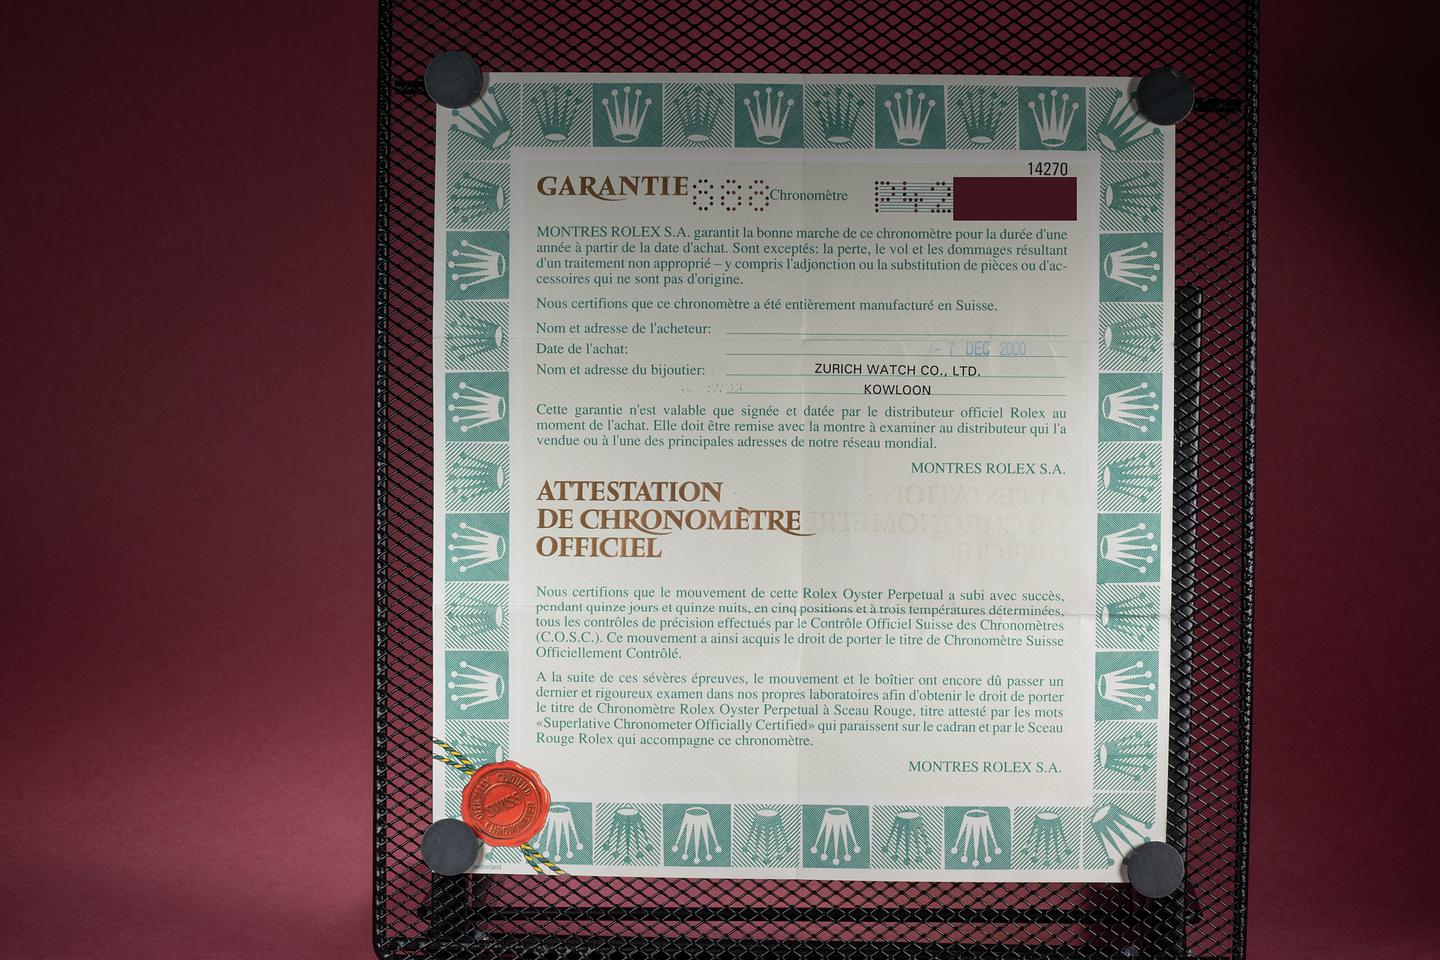 14270
GARANTIE 888 Chronomètre P42
MONTRES ROLEX S.A. garantit la bonne marche de ce chronomètre pour la durée d'une
année à partir de la date d'achat. Sont exceptés: la perte, le vol et les dommages résultant
d'un traitement non approprié – y compris l'adjonction ou la substitution de pièces ou d'ac-
cessoires qui ne sont pas d'origine.
Nous certifions que ce chronomètre a été entièrement manufacturé en Suisse.
Nom et adresse de l'acheteur:
Date de l'achat: - 7 DEC 2000
Nom et adresse du bijoutier: ZURICH WATCH CO., LTD.
KOWLOON
Cette garantie n'est valable que signée et datée par le distributeur officiel Rolex au
moment de l'achat. Elle doit être remise avec la montre à examiner au distributeur qui l'a
vendue ou à l'une des principales adresses de notre réseau mondial.
MONTRES ROLEX S.A.
ATTESTATION
DE CHRONOMÈTRE
OFFICIEL
Nous certifions que le mouvement de cette Rolex Oyster Perpetual a subi avec succès,
pendant quinze jours et quinze nuits, en cinq positions et à trois températures déterminées,
tous les contrôles de précision effectués par le Contrôle Officiel Suisse des Chronomètres
(C.O.S.C.). Ce mouvement a ainsi acquis le droit de porter le titre de Chronomètre Suisse
Officiellement Contrôlé.
A la suite de ces sévères épreuves, le mouvement et le boîtier ont encore dû passer un
dernier et rigoureux examen dans nos propres laboratoires afin d'obtenir le droit de porter
le titre de Chronomètre Rolex Oyster Perpetual à Sceau Rouge, titre attesté par les mots
«Superlative Chronometer Officially Certified» qui paraissent sur le cadran et par le Sceau
Rouge Rolex qui accompagne ce chronomètre.
MONTRES ROLEX S.A.
OFFICIALLY CERTIFIED
SWISS
CHRONOMETER